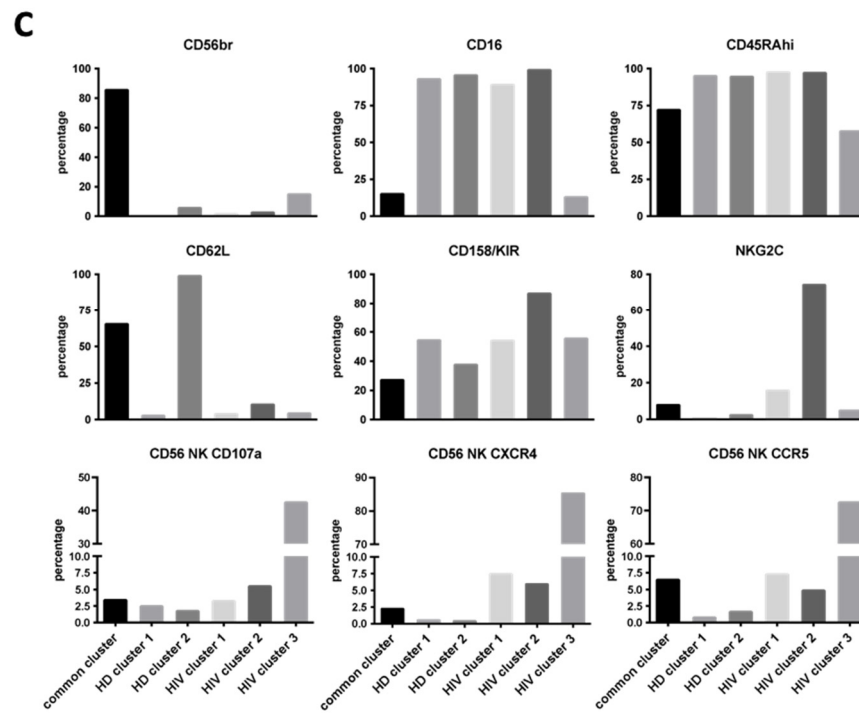 C
CD56br
CD16
CD45RAhi
percentage
100
80
60
40
20
0
percentage
100
75
50
25
0
percentage
100
75
50
25
0
CD62L
CD158/KIR
NKG2C
percentage
100
75
50
25
0
percentage
100
80
60
40
20
0
percentage
80
60
40
20
0
CD56 NK CD107a
CD56 NK CXCR4
CD56 NK CCR5
percentage
50
40
30
10.0
7.5
5.0
2.5
0.0
percentage
90
85
80
75
70
10.0
7.5
5.0
2.5
0.0
percentage
80
70
60
10.0
7.5
5.0
2.5
0.0
common cluster
HD cluster 1
HD cluster 2
HIV cluster 1
HIV cluster 2
HIV cluster 3
common cluster
HD cluster 1
HD cluster 2
HIV cluster 1
HIV cluster 2
HIV cluster 3
common cluster
HD cluster 1
HD cluster 2
HIV cluster 1
HIV cluster 2
HIV cluster 3